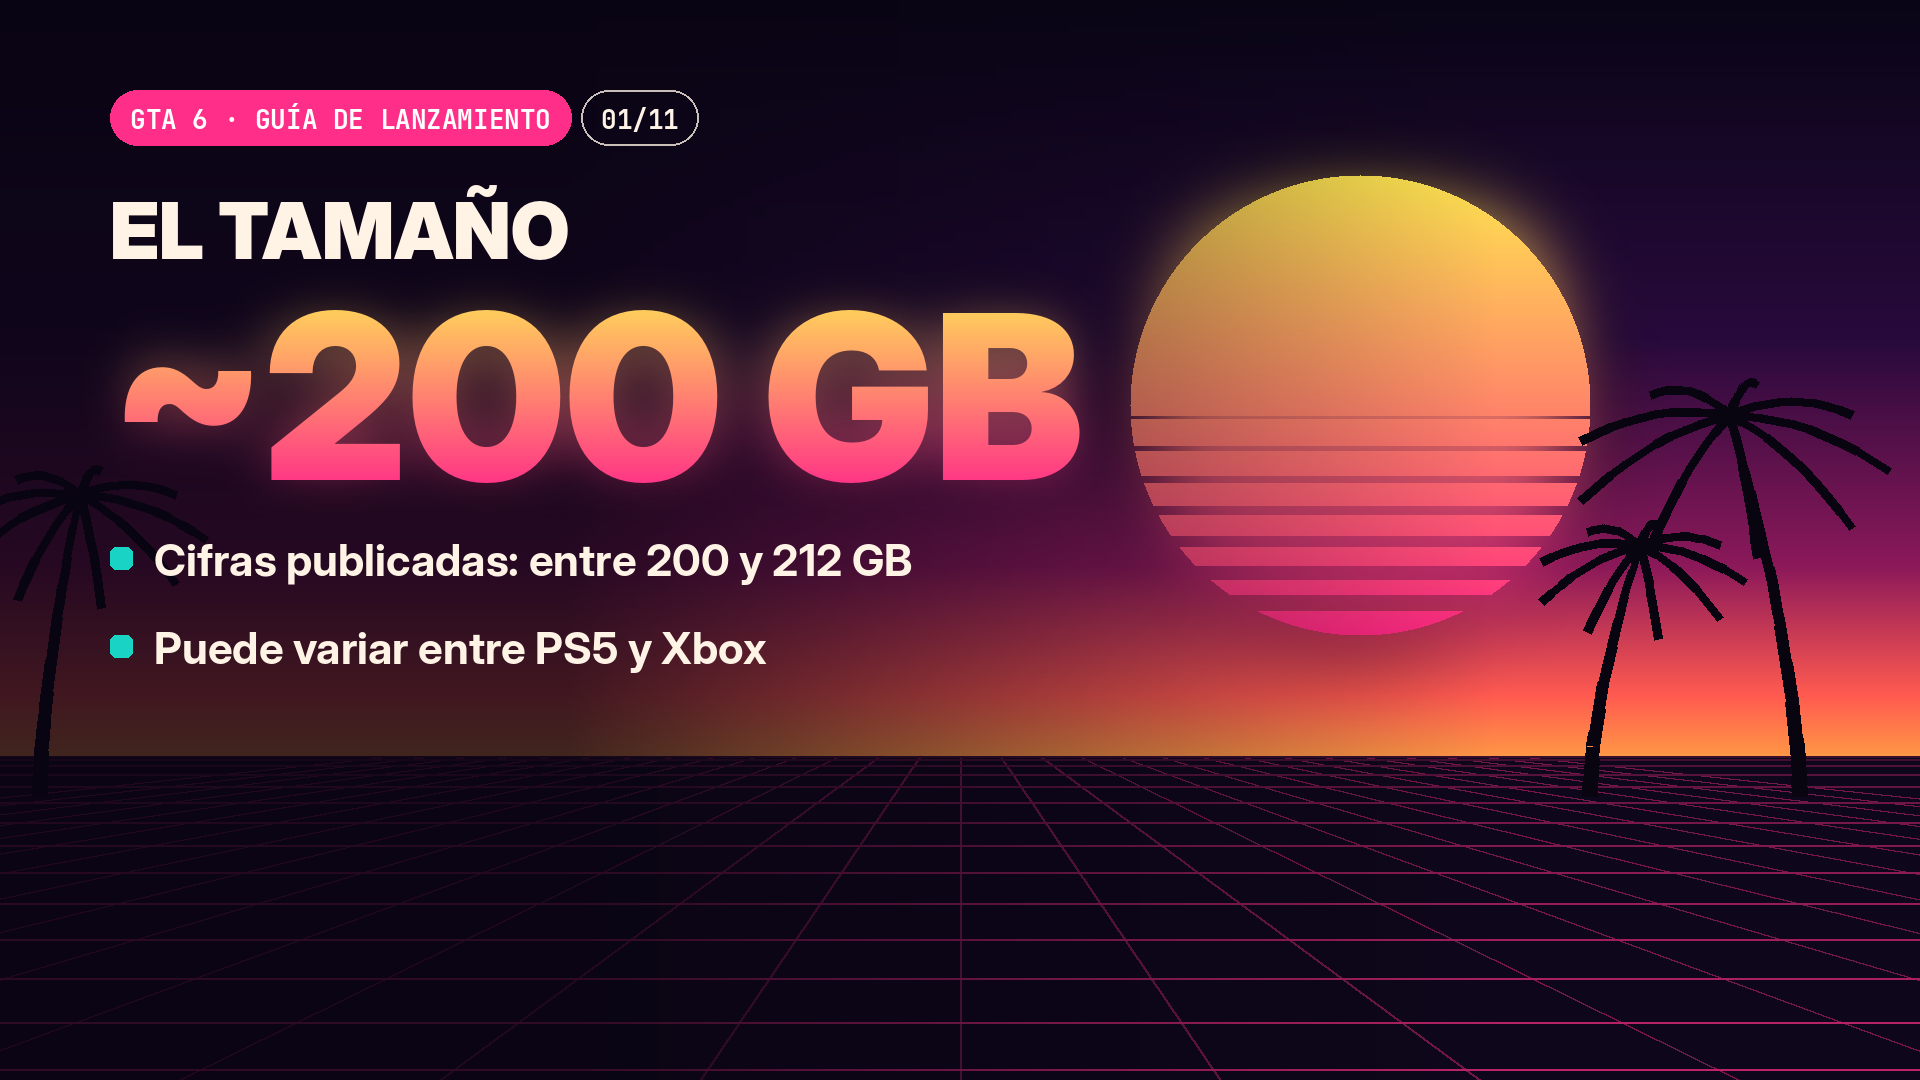 GTA 6 · GUÍA DE LANZAMIENTO 01/11
EL TAMAÑO
~200 GB
Cifras publicadas: entre 200 y 212 GB
Puede variar entre PS5 y Xbox